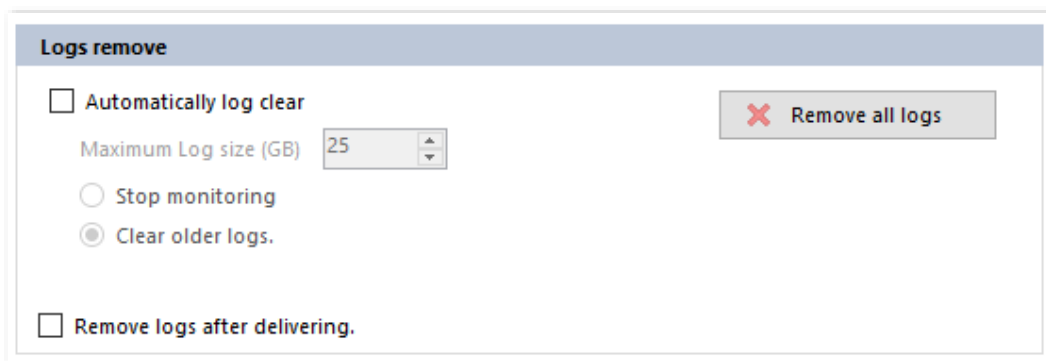 Logs remove
Automatically log clear
Remove all logs
Maximum Log size (GB) 25
Stop monitoring
Clear older logs.
Remove logs after delivering.